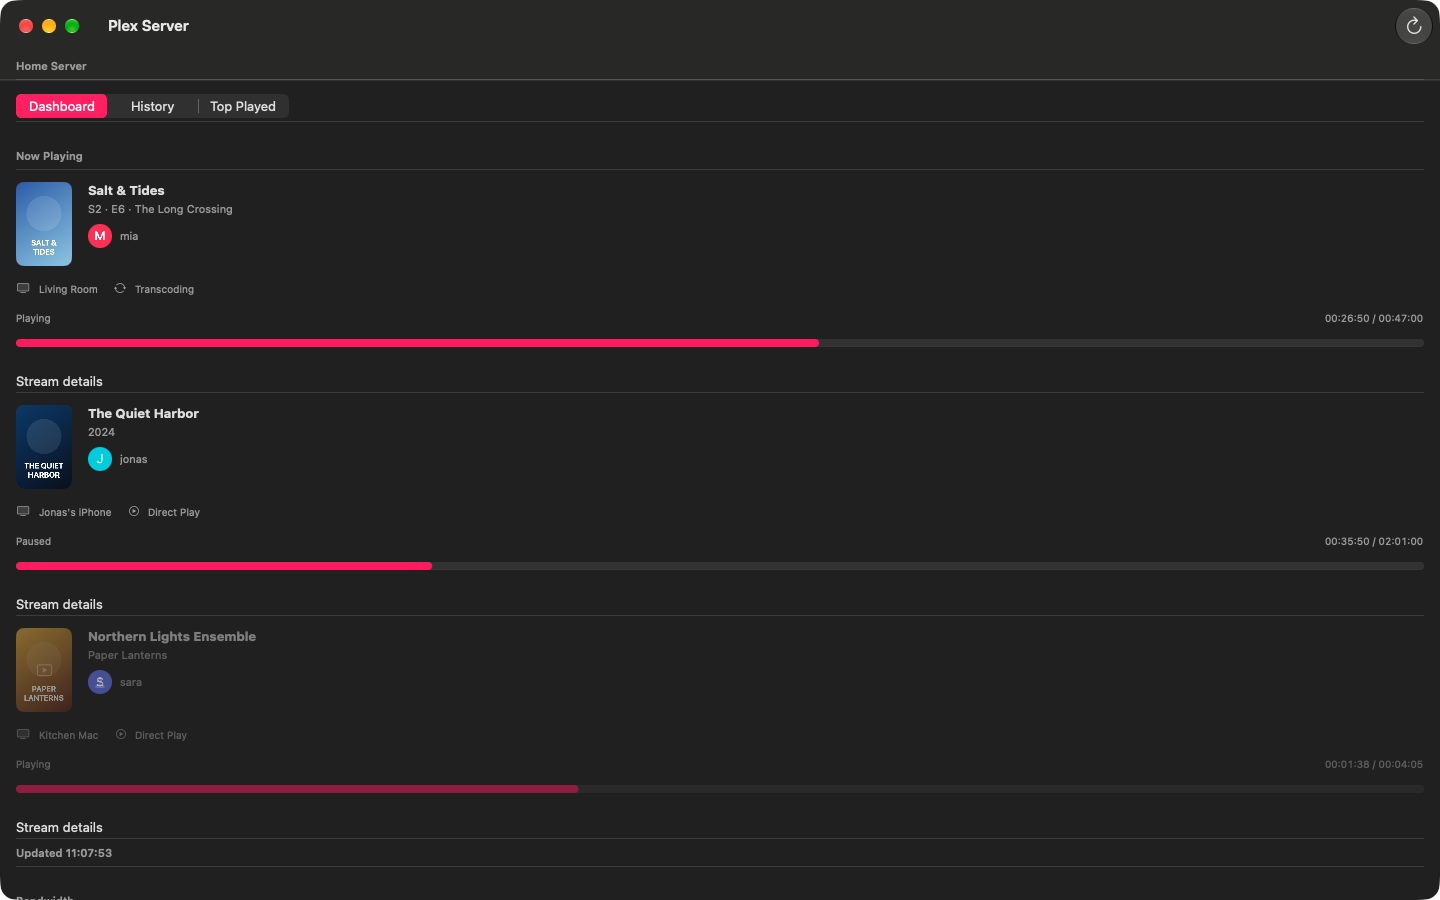 Plex Server
Home Server
Dashboard
History
Top Played
Now Playing
SALT &
TIDES
Salt & Tides
S2 · E6 · The Long Crossing
M
mia
Living Room
Transcoding
Playing
00:26:50 / 00:47:00
Stream details
THE QUIET
HARBOR
The Quiet Harbor
2024
J
jonas
Jonas's iPhone
Direct Play
Paused
00:35:50 / 02:01:00
Stream details
PAPER
LANTERNS
Northern Lights Ensemble
Paper Lanterns
S
sara
Kitchen Mac
Direct Play
Playing
00:01:38 / 00:04:05
Stream details
Updated 11:07:53
Bandwidth